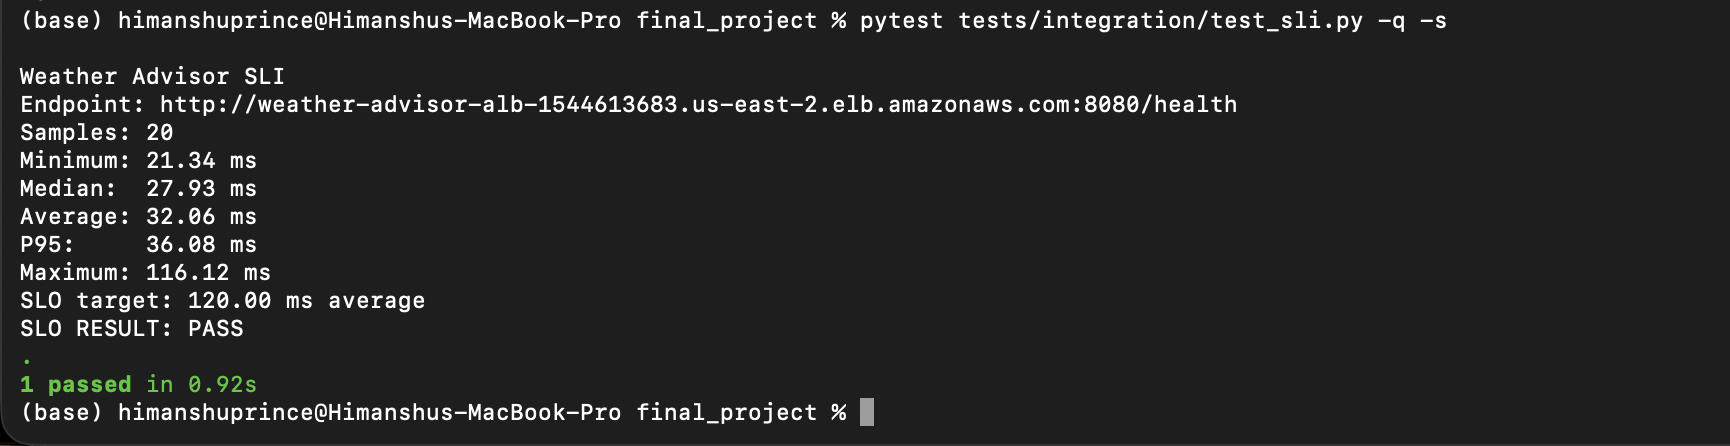 (base) himanshuprince@Himanshus-MacBook-Pro final_project % pytest tests/integration/test_sli.py -q -s
Weather Advisor SLI
Endpoint: http://weather-advisor-alb-1544613683.us-east-2.elb.amazonaws.com:8080/health
Samples: 20
Minimum: 21.34 ms
Median:  27.93 ms
Average: 32.06 ms
P95:     36.08 ms
Maximum: 116.12 ms
SLO target: 120.00 ms average
SLO RESULT: PASS
.
1 passed in 0.92s
(base) himanshuprince@Himanshus-MacBook-Pro final_project %